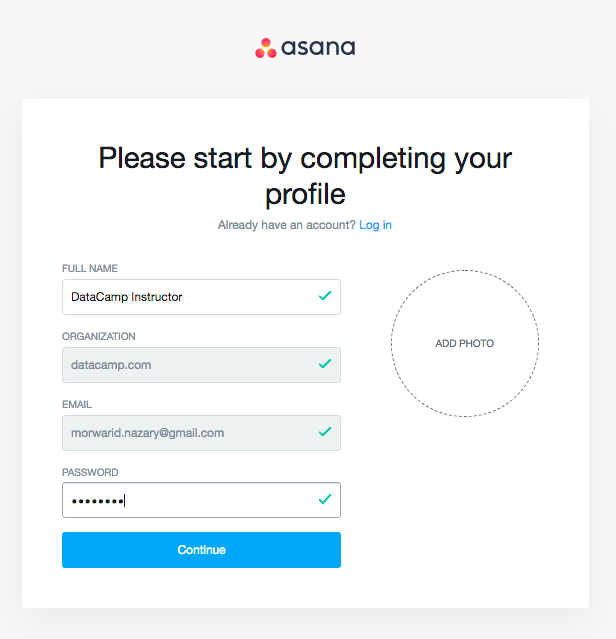 asana
Please start by completing your
profile
Already have an account? Log in
FULL NAME
DataCamp Instructor
ORGANIZATION
datacamp.com
EMAIL
morwarid.nazary@gmail.com
PASSWORD
••••••••
Continue
ADD PHOTO